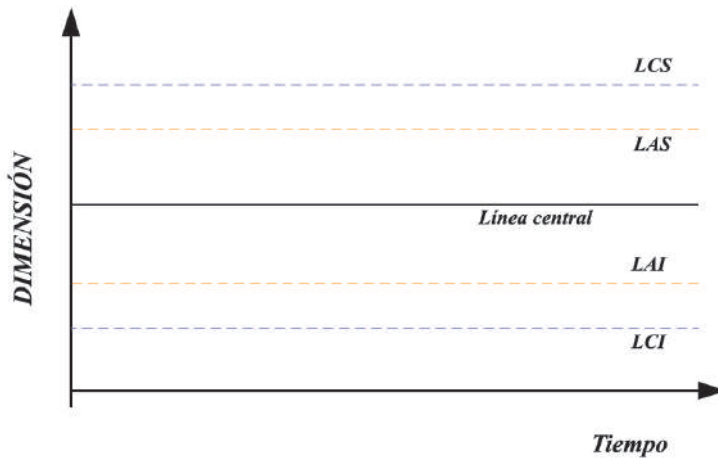 LCS
LAS
DIMENSIÓN
Línea central
LAI
LCI
Tiempo